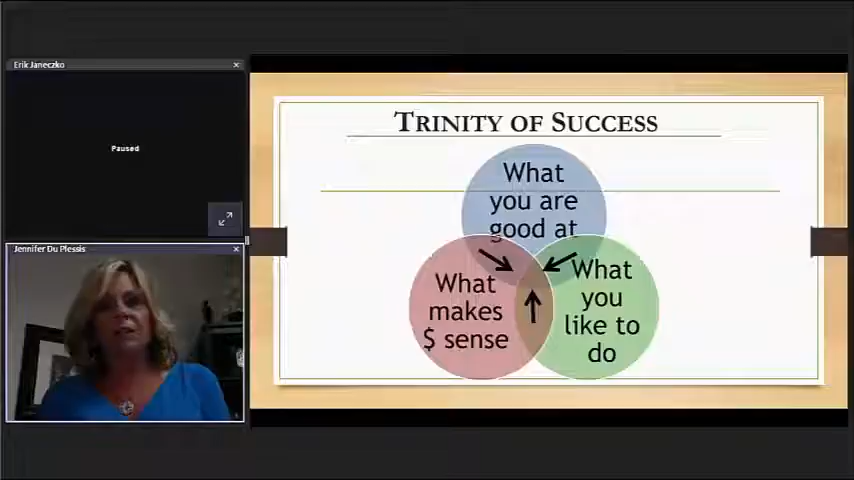 Erik Janeczko
Paused
Jennifer Du Plessis
TRINITY OF SUCCESS
What
you are
good at
What
makes
$ sense
What
you
like to
do